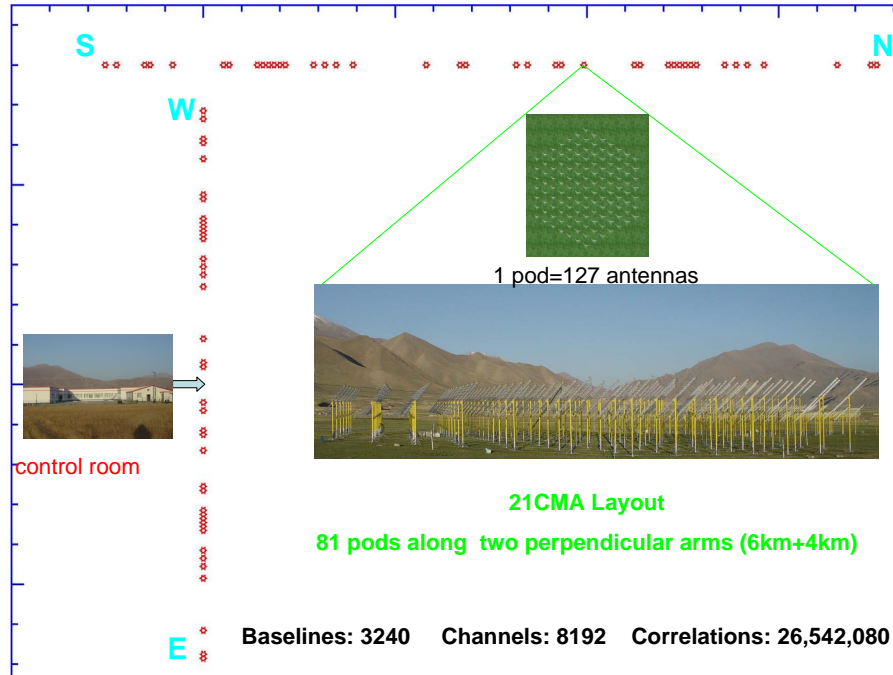 S
N
W
1 pod=127 antennas
control room
21CMA Layout
81 pods along two perpendicular arms (6km+4km)
E
Baselines: 3240 Channels: 8192 Correlations: 26,542,080